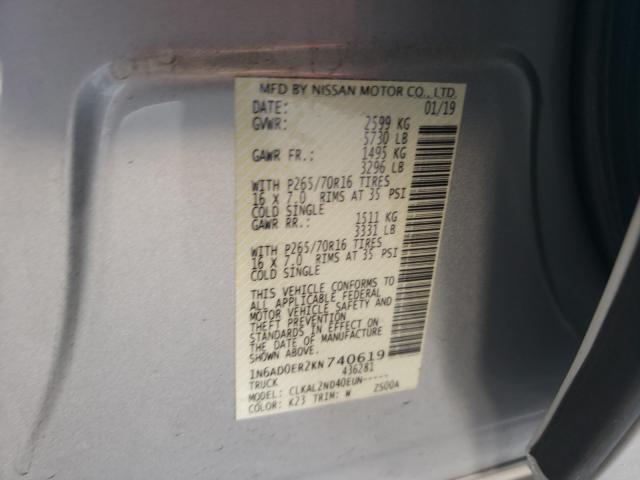 MFD BY NISSAN MOTOR CO., LTD.
DATE: 01/19
GVWR: 2599 KG
5730 LB
GAWR FR.: 1495 KG
3296 LB
WITH P265/70R16 TIRES
16 X 7.0 RIMS AT 35 PSI
COLD SINGLE
GAWR RR.: 1511 KG
3331 LB
WITH P265/70R16 TIRES
16 X 7.0 RIMS AT 35 PSI
COLD SINGLE
THIS VEHICLE CONFORMS TO
ALL APPLICABLE FEDERAL
MOTOR VEHICLE SAFETY AND
THEFT PREVENTION
STANDARDS IN EFFECT ON
THE DATE OF MANUFACTURE
SHOWN ABOVE.
1N6AD0ER2KN740619
TRUCK 436281
MODEL: CLKAL2ND40EUN-----
COLOR: K23 TRIM: W 2500A